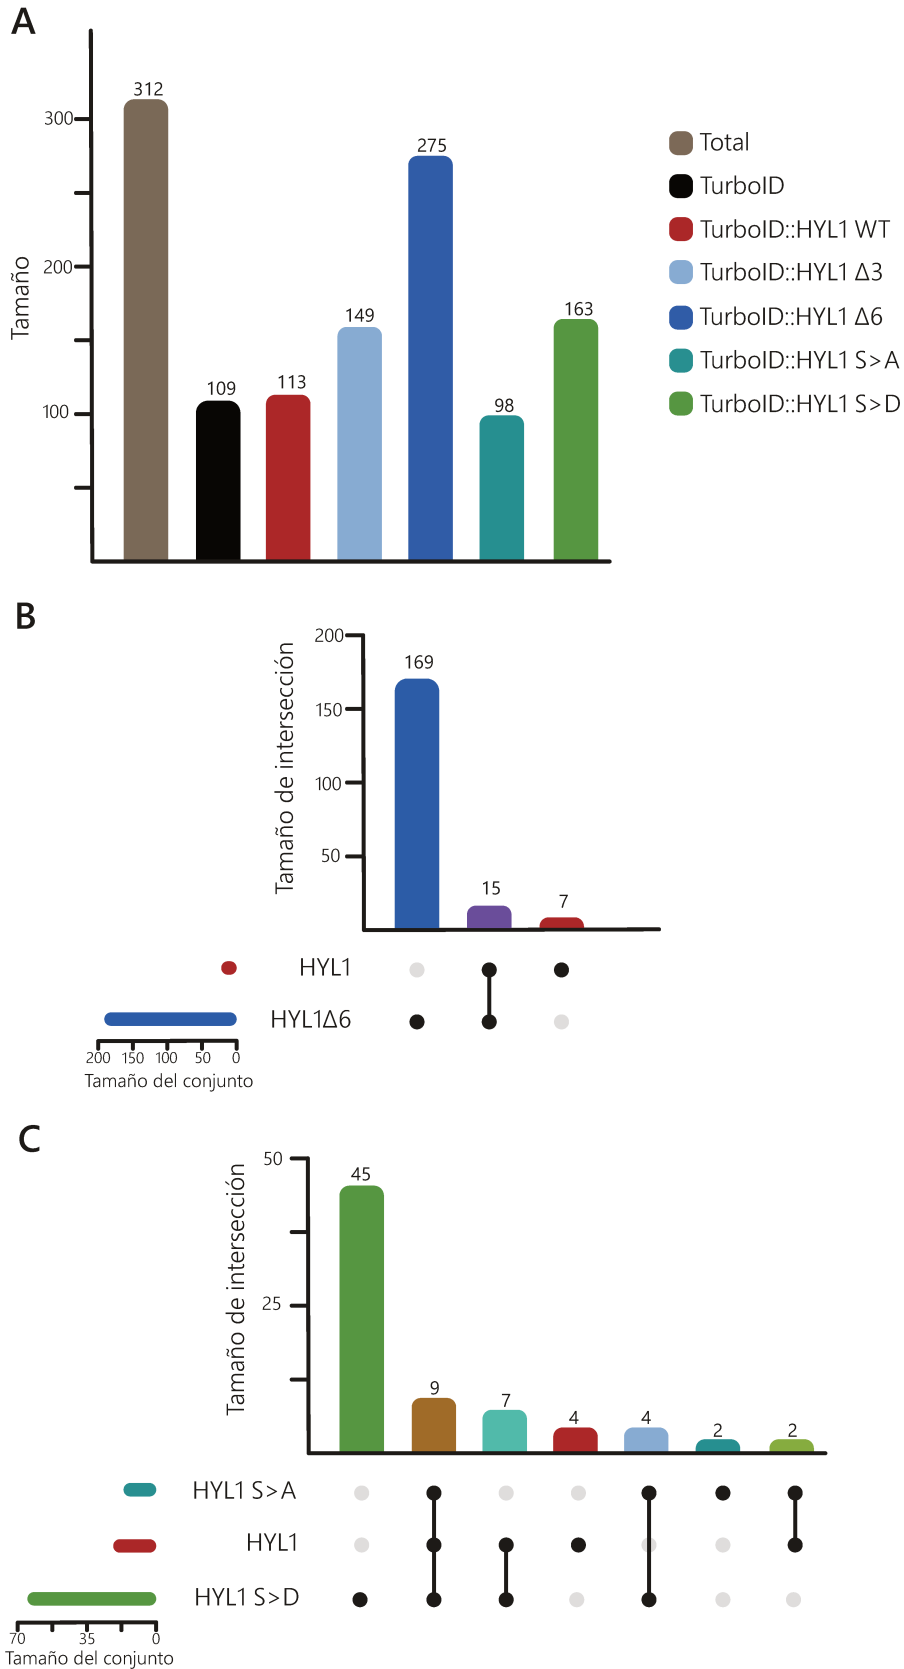 A
Tamaño
300
200
100
312
109
113
149
275
98
163
Total
TurboID
TurboID::HYL1 WT
TurboID::HYL1 Δ3
TurboID::HYL1 Δ6
TurboID::HYL1 S>A
TurboID::HYL1 S>D
B
Tamaño de intersección
200
150
100
50
169
15
7
HYL1
HYL1Δ6
200 150 100 50 0
Tamaño del conjunto
C
Tamaño de intersección
50
25
45
9
7
4
4
2
2
HYL1 S>A
HYL1
HYL1 S>D
70 35 0
Tamaño del conjunto